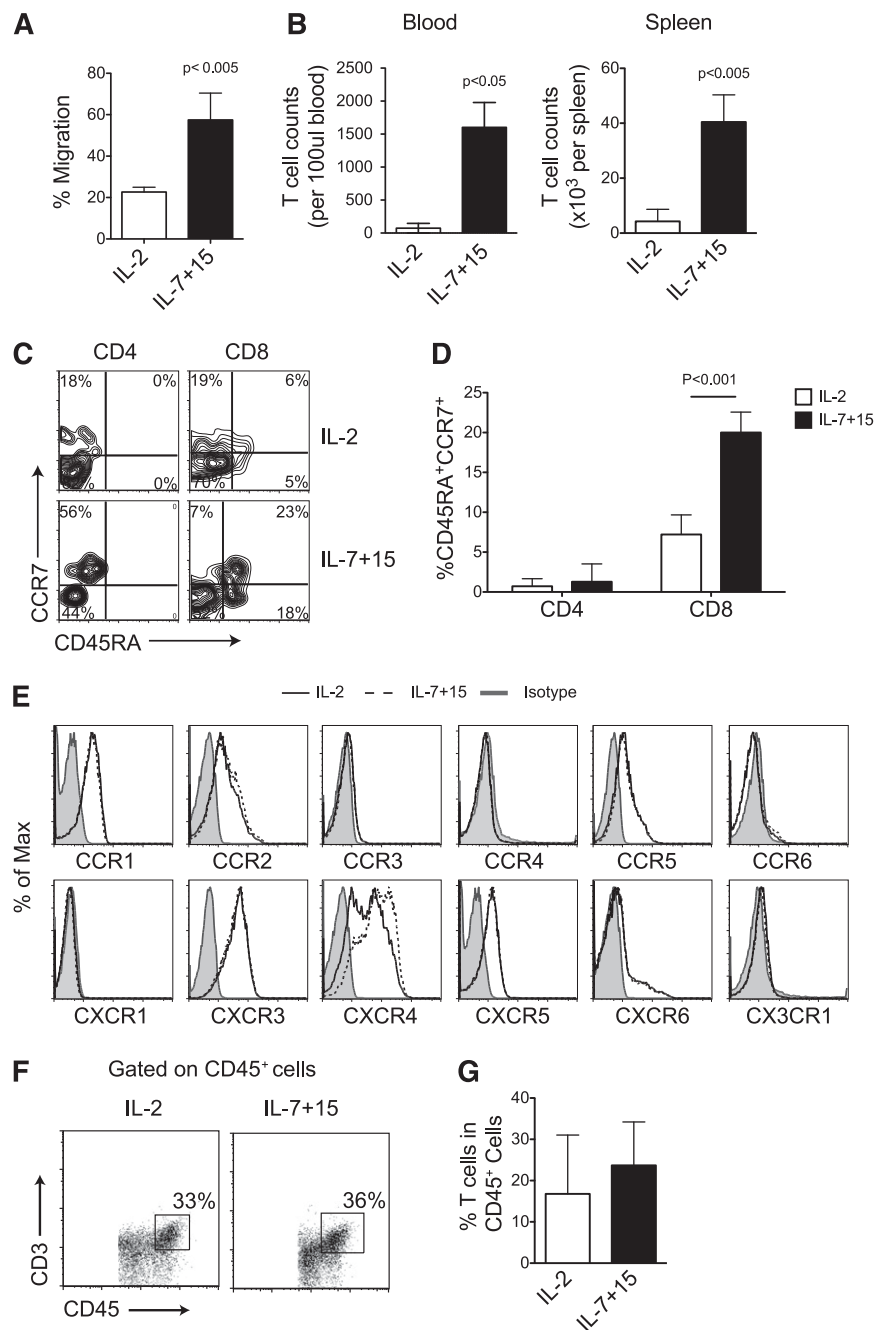 A
p< 0.005
% Migration
80
60
40
20
0
IL-2
IL-7+15
B
Blood
p<0.05
T cell counts
(per 100ul blood)
2500
2000
1500
1000
500
0
IL-2
IL-7+15
Spleen
p<0.005
T cell counts
(x10³ per spleen)
60
40
20
0
IL-2
IL-7+15
C
CD4
CD8
18%
0%
0%
19%
6%
70%
5%
IL-2
56%
0
44%
0
7%
23%
18%
IL-7+15
CCR7
CD45RA
D
P<0.001
IL-2
IL-7+15
%CD45RA⁺CCR7⁺
25
20
15
10
5
0
CD4
CD8
E
IL-2
IL-7+15
Isotype
% of Max
CCR1
CCR2
CCR3
CCR4
CCR5
CCR6
CXCR1
CXCR3
CXCR4
CXCR5
CXCR6
CX3CR1
F
Gated on CD45⁺ cells
IL-2
IL-7+15
33%
36%
CD3
CD45
G
% T cells in
CD45⁺ Cells
40
30
20
10
0
IL-2
IL-7+15